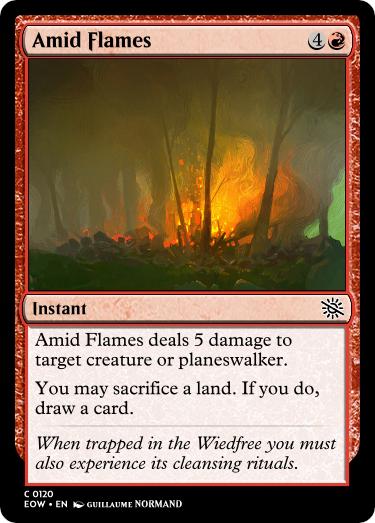 Amid Flames 4
Instant
Amid Flames deals 5 damage to
target creature or planeswalker.
You may sacrifice a land. If you do,
draw a card.
When trapped in the Wiedfree you must
also experience its cleansing rituals.
C 0120
EOW • EN GUILLAUME NORMAND